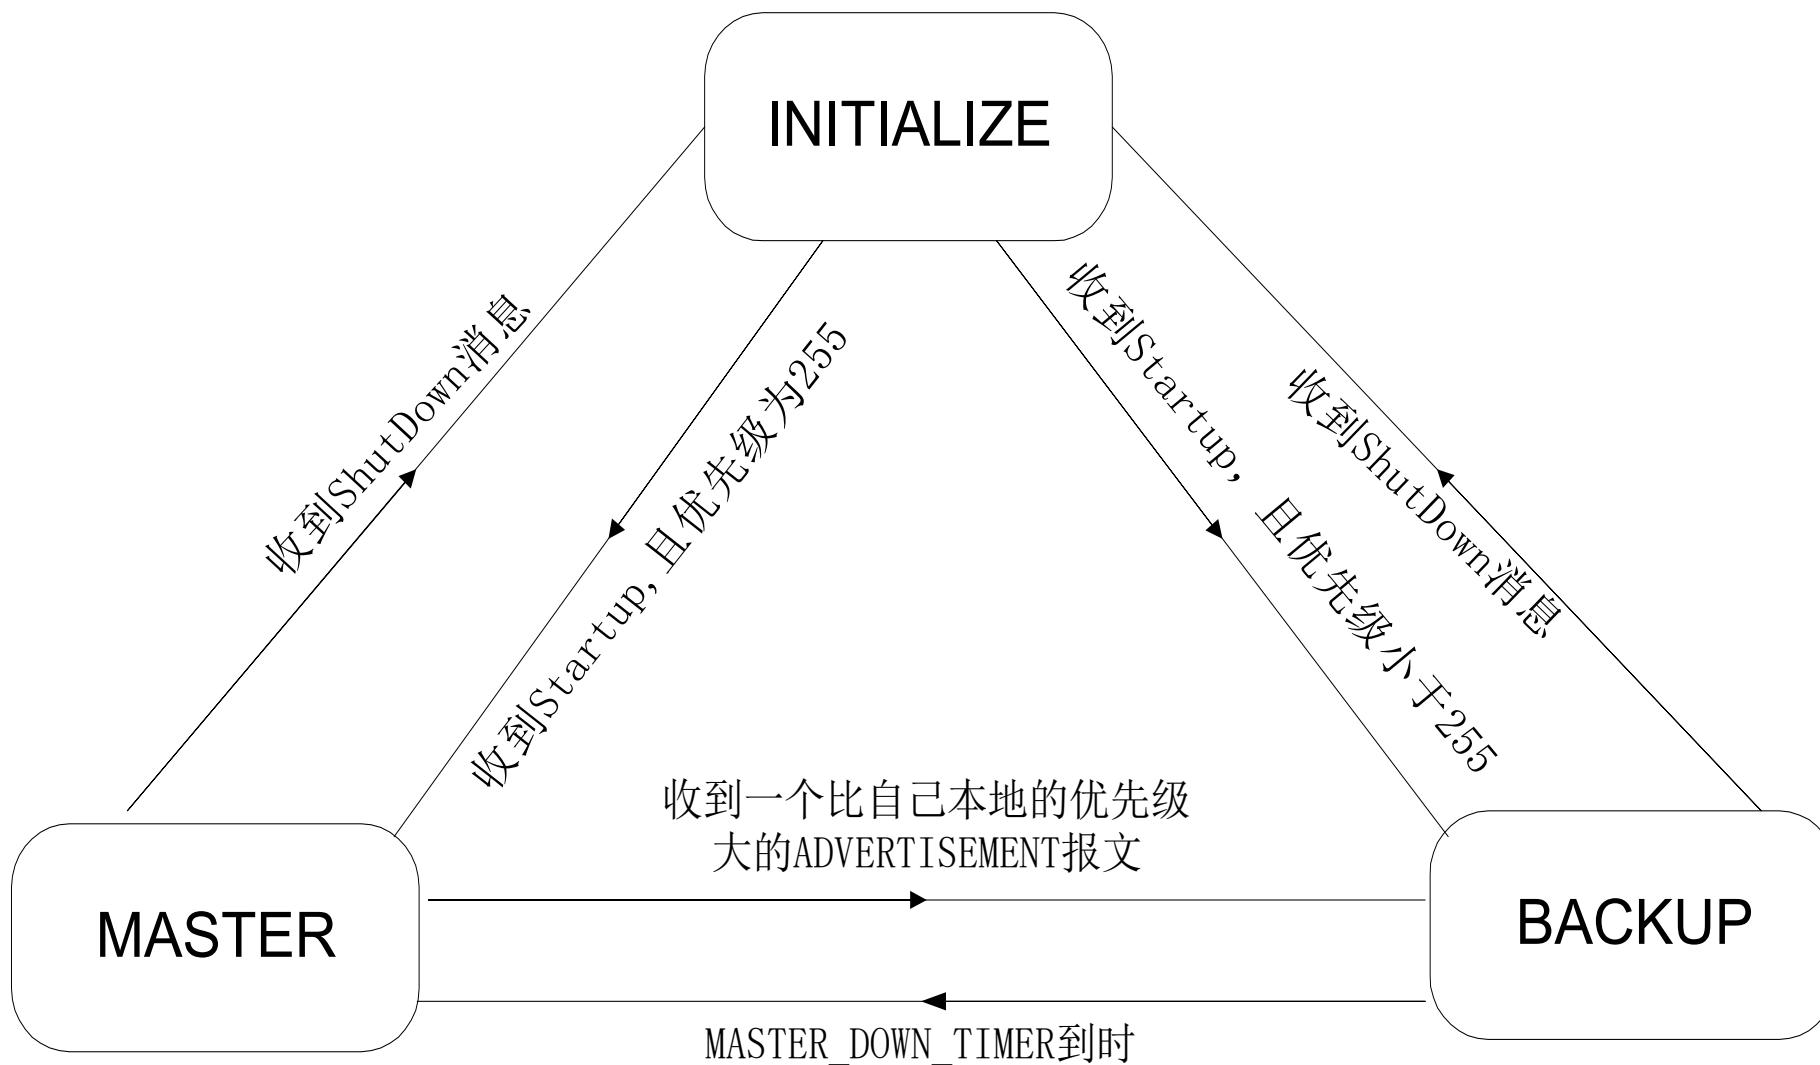 INITIALIZE
收到ShutDown消息
收到Startup,且优先级为255
收到Startup，且优先级小于255
收到ShutDown消息
收到一个比自己本地的优先级
大的ADVERTISEMENT报文
MASTER
BACKUP
MASTER_DOWN_TIMER到时